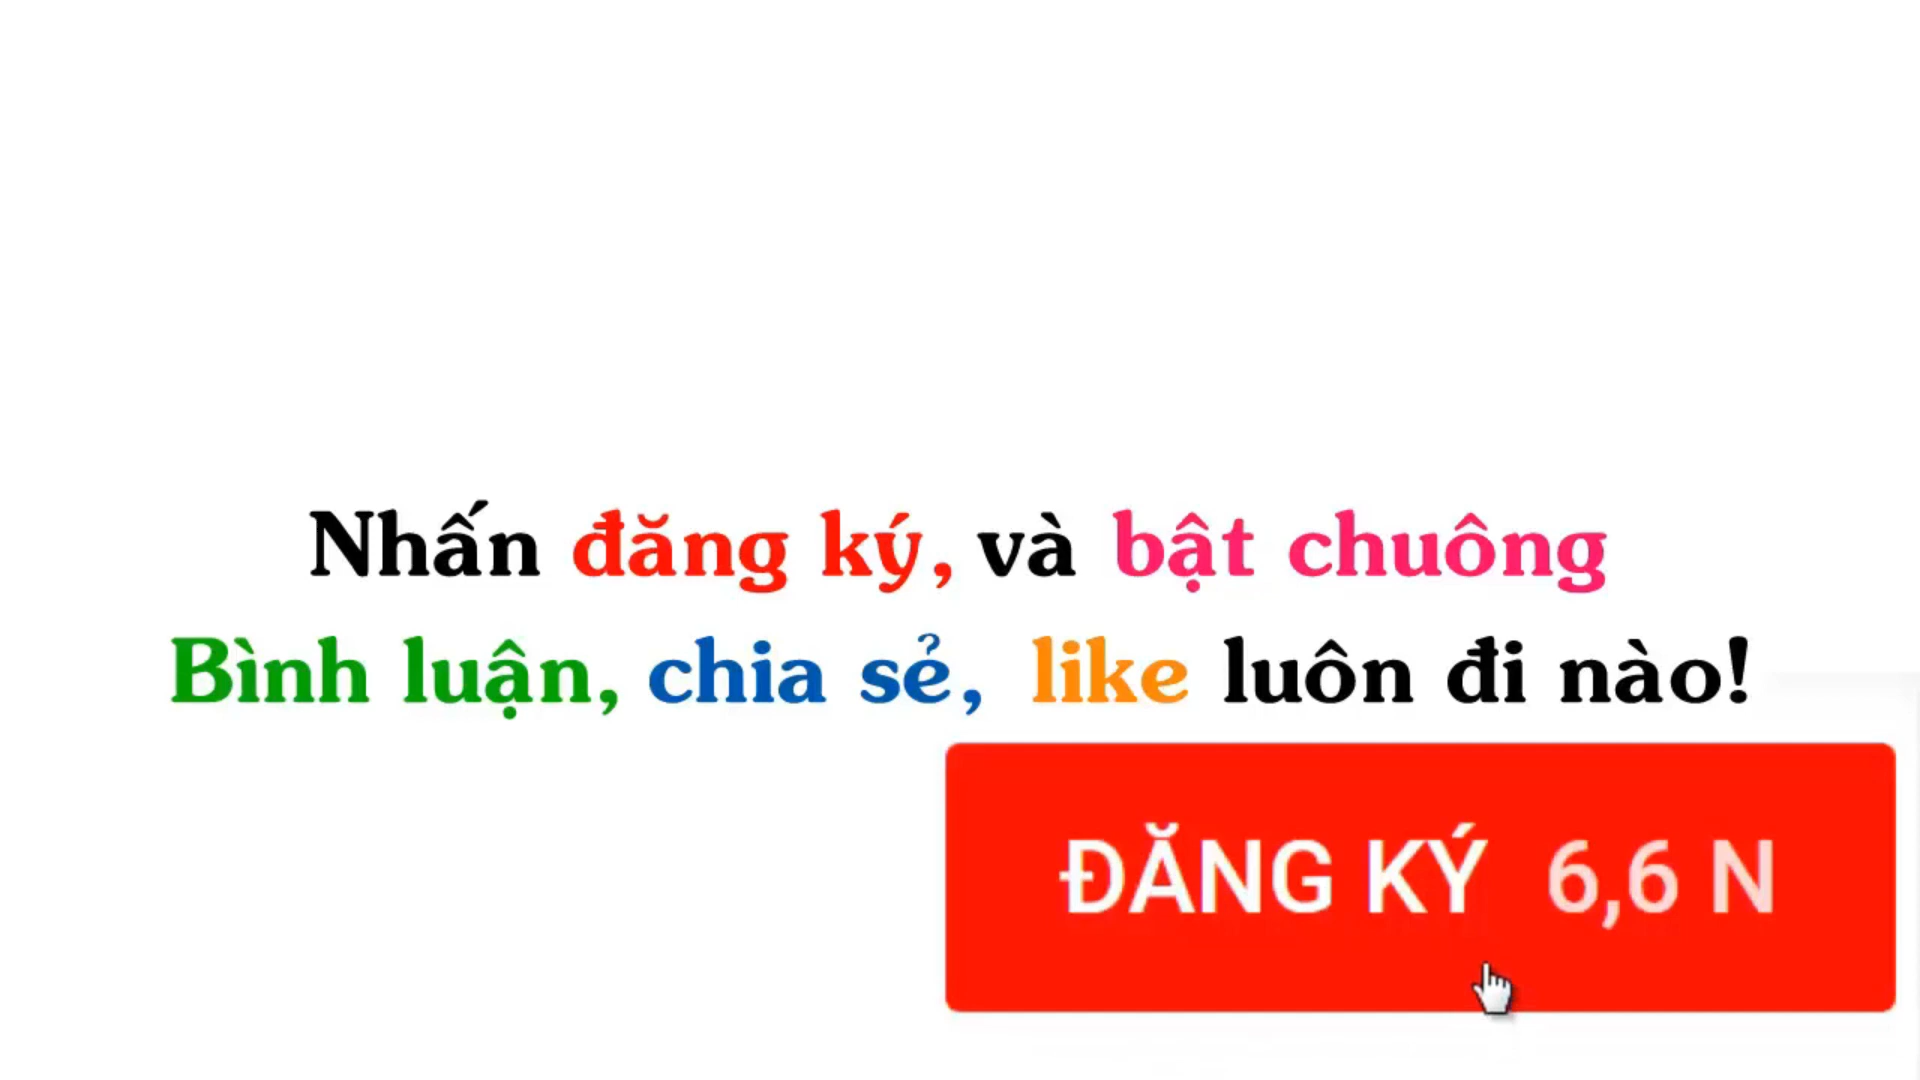 Nhấn đăng ký, và bật chuông
Bình luận, chia sẻ, like luôn đi nào!
ĐĂNG KÝ 6,6 N